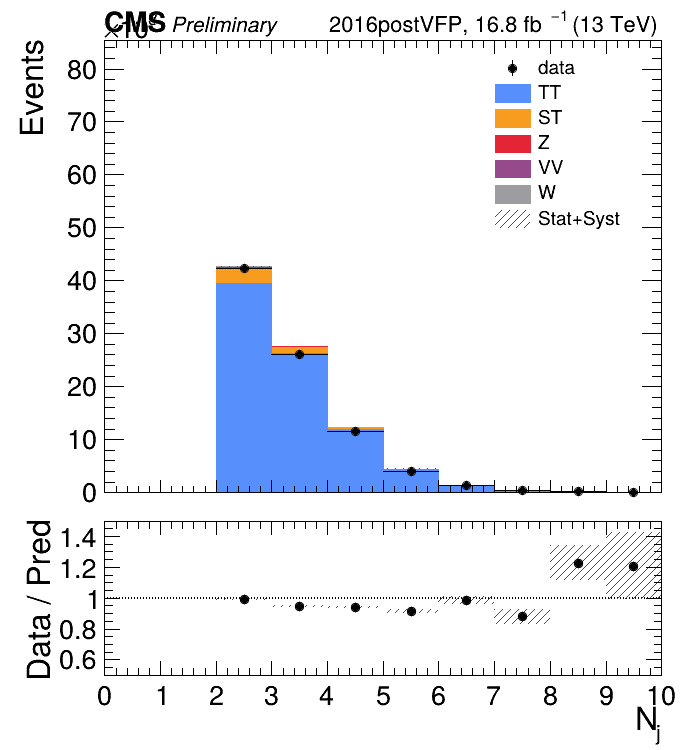 CMS Preliminary 2016postVFP, 16.8 fb⁻¹ (13 TeV)
Events
80
70
60
50
40
30
20
10
0
data
TT
ST
Z
VV
W
Stat+Syst
Data / Pred
1.4
1.2
1
0.8
0.6
0 1 2 3 4 5 6 7 8 9 10
Nj